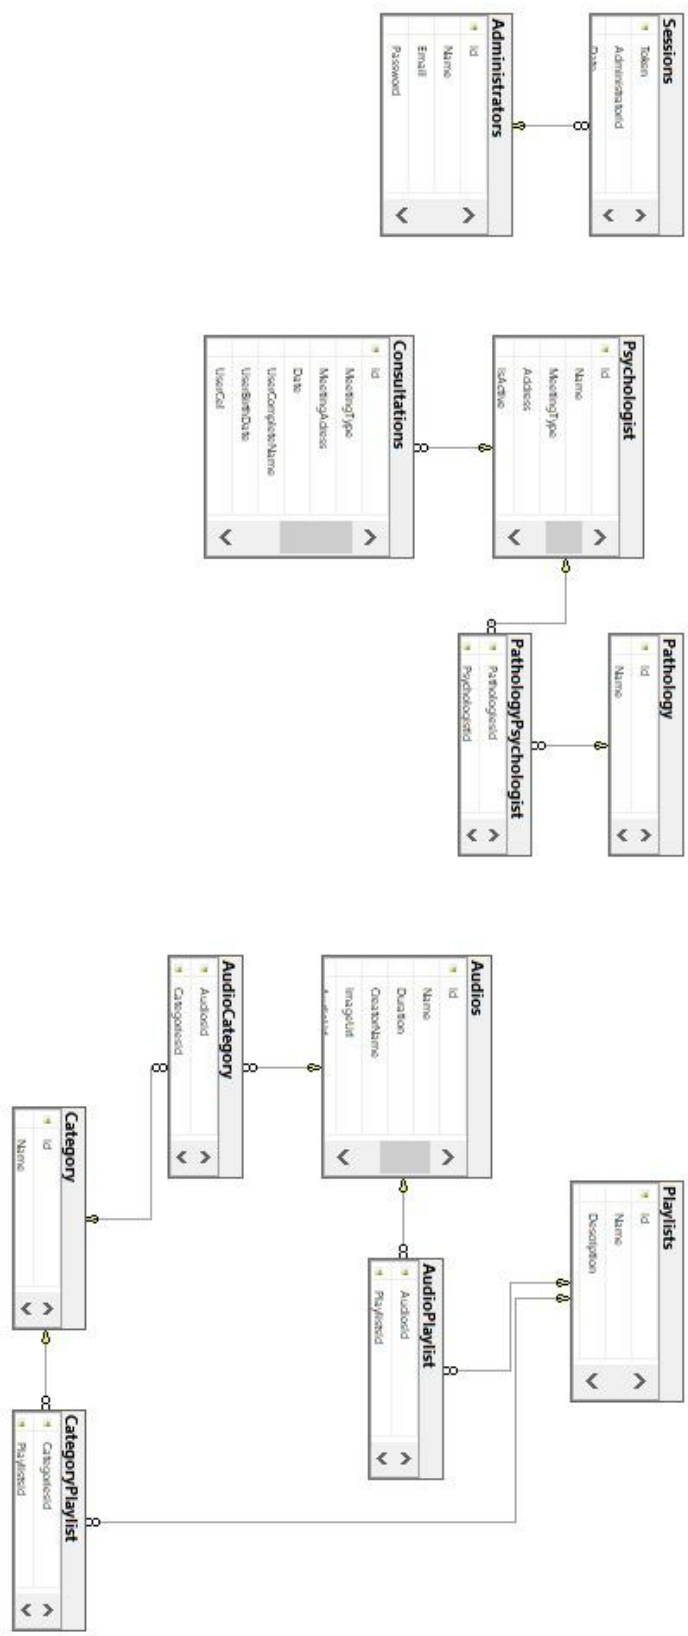 Sessions
Token
AdministratorId
Date
Administrators
Id
Name
Email
Password
Psychologist
Id
Name
MeetingType
Address
IsActive
Consultations
Id
MeetingType
MeetingAdress
Date
UserCompleteName
UserBirthDate
UserCel
Pathology
Id
Name
PathologyPsychologist
PathologiesId
PsychologistId
Audios
Id
Name
Duration
CreatorName
ImageUrl
AudioCategory
AudiosId
CategoriesId
Category
Id
Name
Playlists
Id
Name
Description
AudioPlaylist
AudiosId
PlaylistsId
CategoryPlaylist
CategoriesId
PlaylistsId